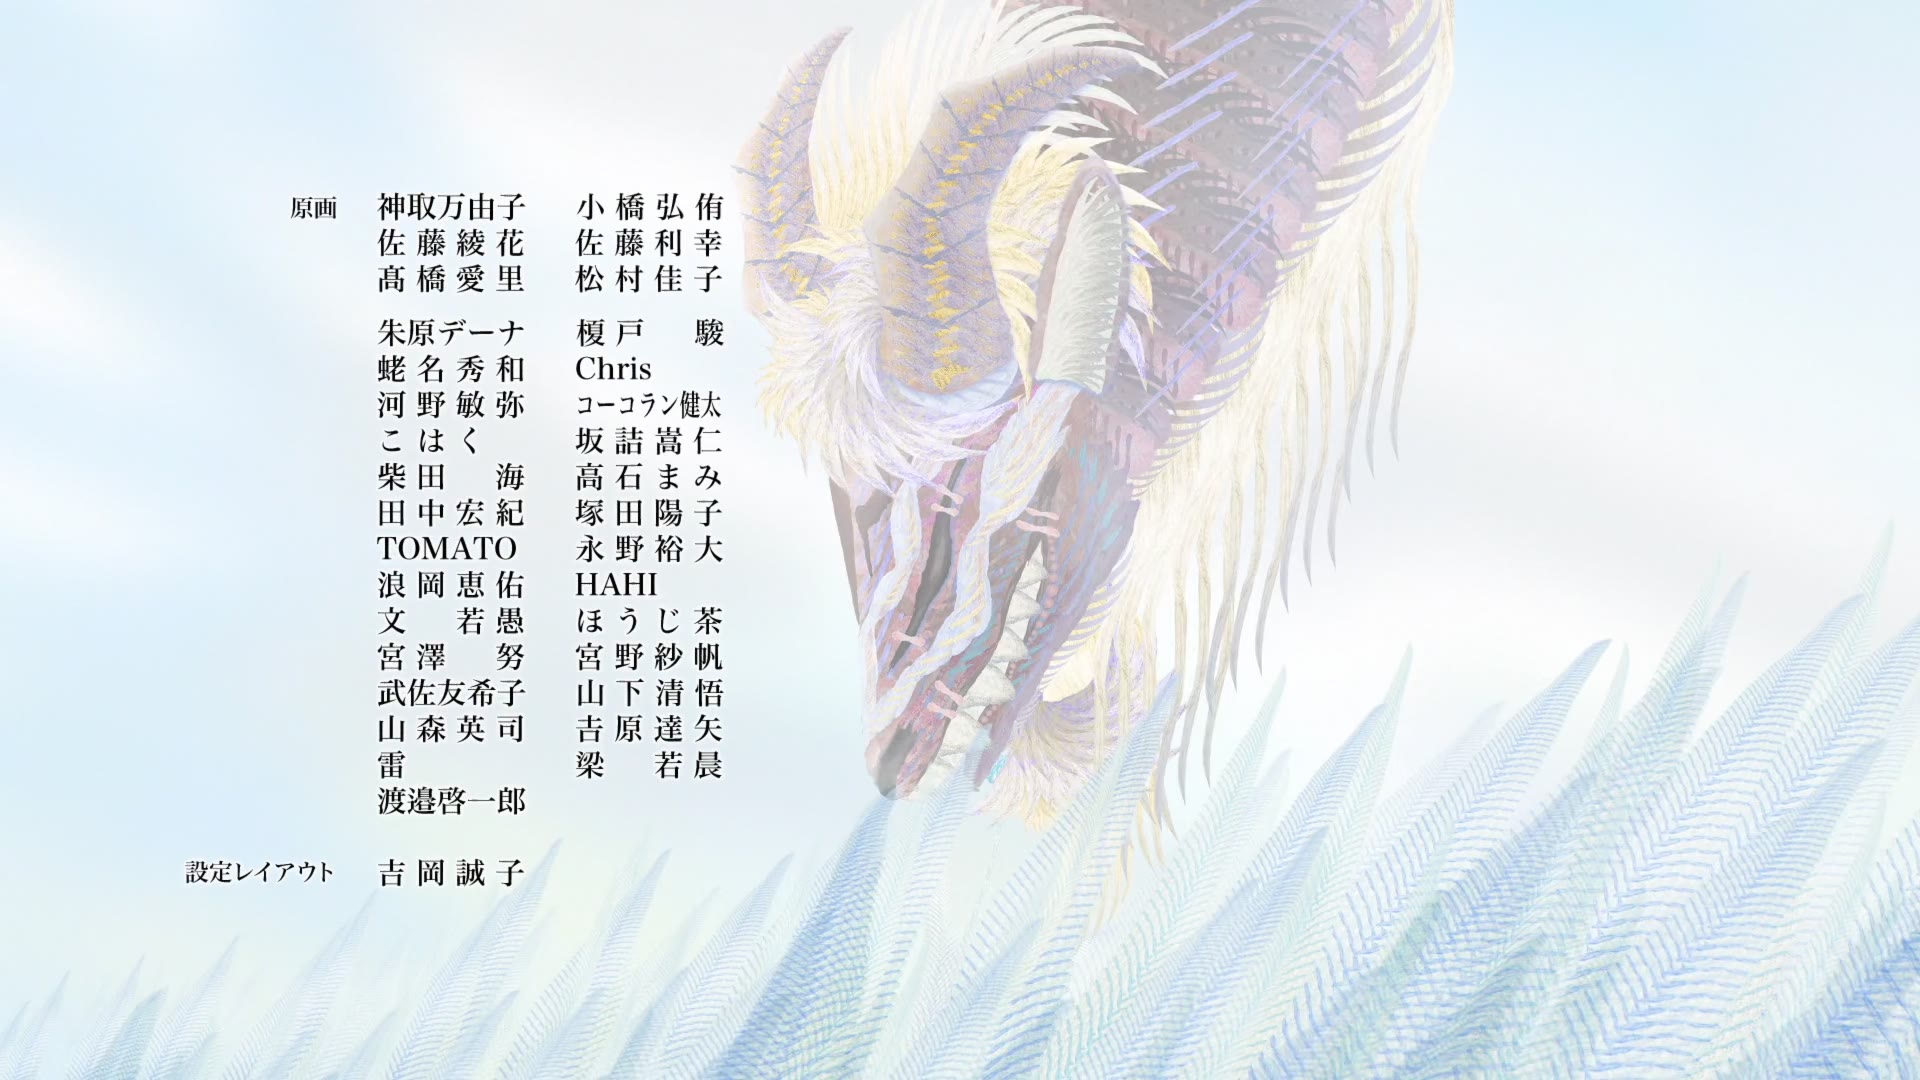 原画 神取万由子 小橋弘侑
佐藤綾花 佐藤利幸
髙橋愛里 松村佳子
朱原デーナ 榎戸 駿
蛯名秀和 Chris
河野敏弥 コーコラン健太
こはく 坂詰嵩仁
柴田 海 高石まみ
田中宏紀 塚田陽子
TOMATO 永野裕大
浪岡恵佑 HAHI
文 若愚 ほうじ茶
宮澤 努 宮野紗帆
武佐友希子 山下清悟
山森英司 𠮷原達矢
雷 梁 若晨
渡邉啓一郎
設定レイアウト 吉岡誠子